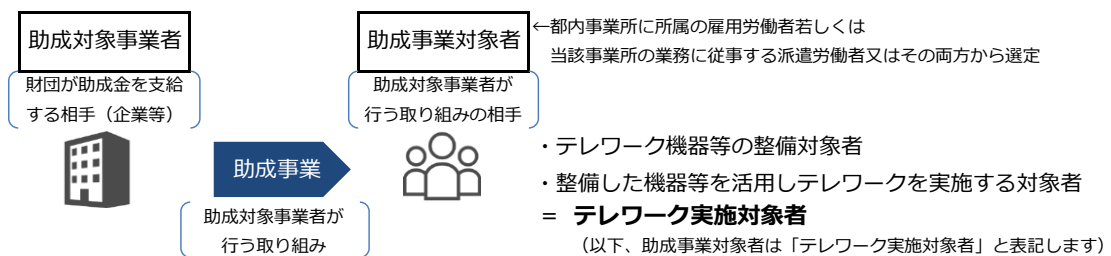 助成対象事業者
財団が助成金を支給
する相手（企業等）
助成事業
助成対象事業者が
行う取り組み
助成事業対象者
助成対象事業者が
行う取り組みの相手
←都内事業所に所属の雇用労働者若しくは
当該事業所の業務に従事する派遣労働者又はその両方から選定
・テレワーク機器等の整備対象者
・整備した機器等を活用しテレワークを実施する対象者
= テレワーク実施対象者
（以下、助成事業対象者は「テレワーク実施対象者」と表記します）